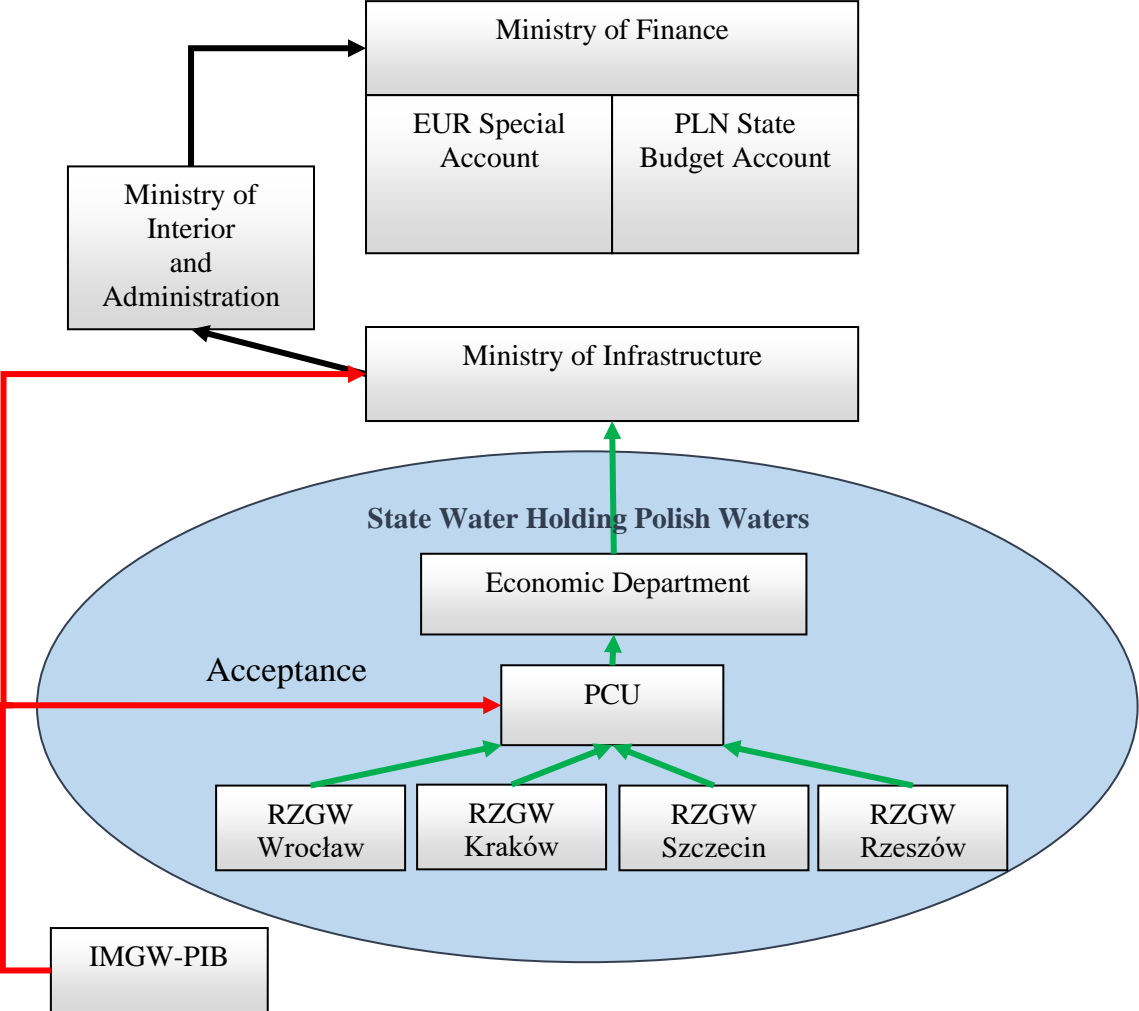 Ministry of Finance
EUR Special
Account
PLN State
Budget Account
Ministry of
Interior
and
Administration
Ministry of Infrastructure
State Water Holding Polish Waters
Economic Department
Acceptance
PCU
RZGW
Wrocław
RZGW
Kraków
RZGW
Szczecin
RZGW
Rzeszów
IMGW-PIB